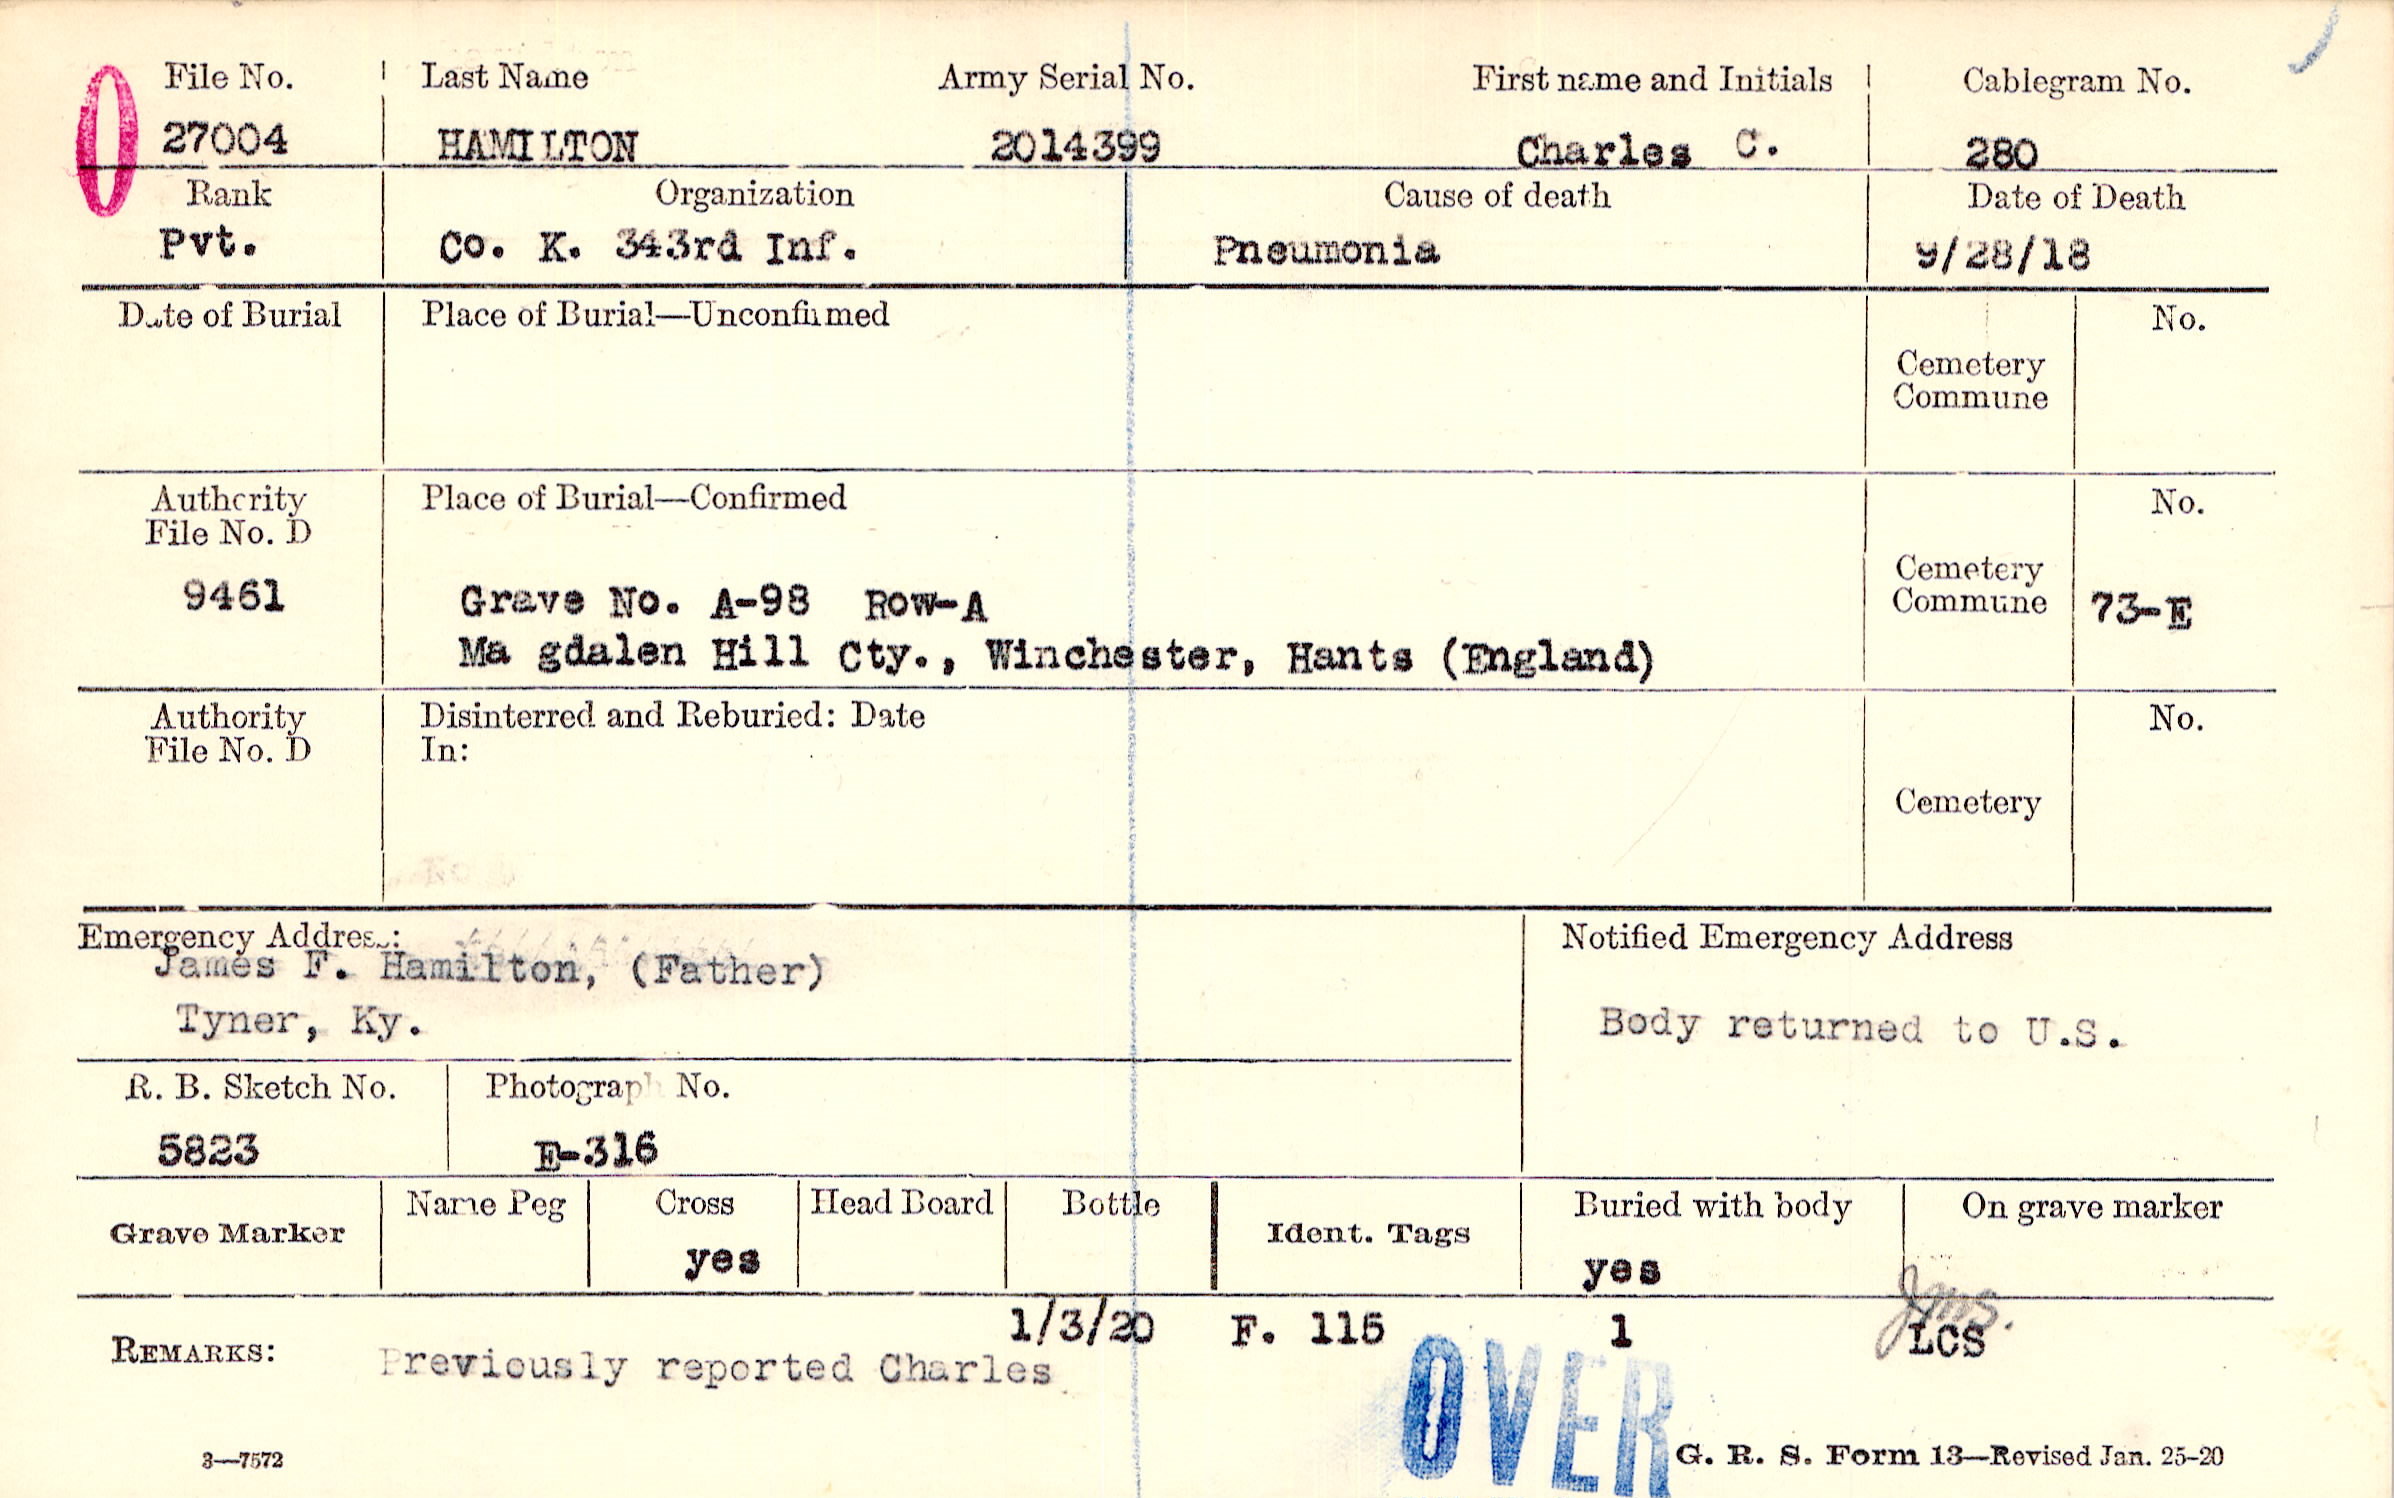 File No. Last Name Army Serial No. First name and Initials Cablegram No.
27004 HAMILTON 2014399 Charles C. 280
Rank Organization Cause of death Date of Death
Pvt. Co. K. 343rd Inf. Pneumonia 9/28/18
Date of Burial Place of Burial—Unconfirmed No.
Cemetery
Commune
Authority Place of Burial—Confirmed No.
File No. D
Cemetery
9461 Grave No. A-98 Row-A Commune 73-E
Ma gdalen Hill Cty., Winchester, Hants (England)
Authority Disinterred and Reburied: Date No.
File No. D In:
Cemetery
Emergency Address: Notified Emergency Address
James F. Hamilton, (Father)
Tyner, Ky. Body returned to U.S.
R. B. Sketch No. Photograph No.
5823 E-316
Grave Marker Name Peg Cross Head Board Bottle Ident. Tags Buried with body On grave marker
yes yes
1/3/20 F. 115 1 LCS
REMARKS: Previously reported Charles
OVER
3—7572 G. R. S. Form 13—Revised Jan. 25-20